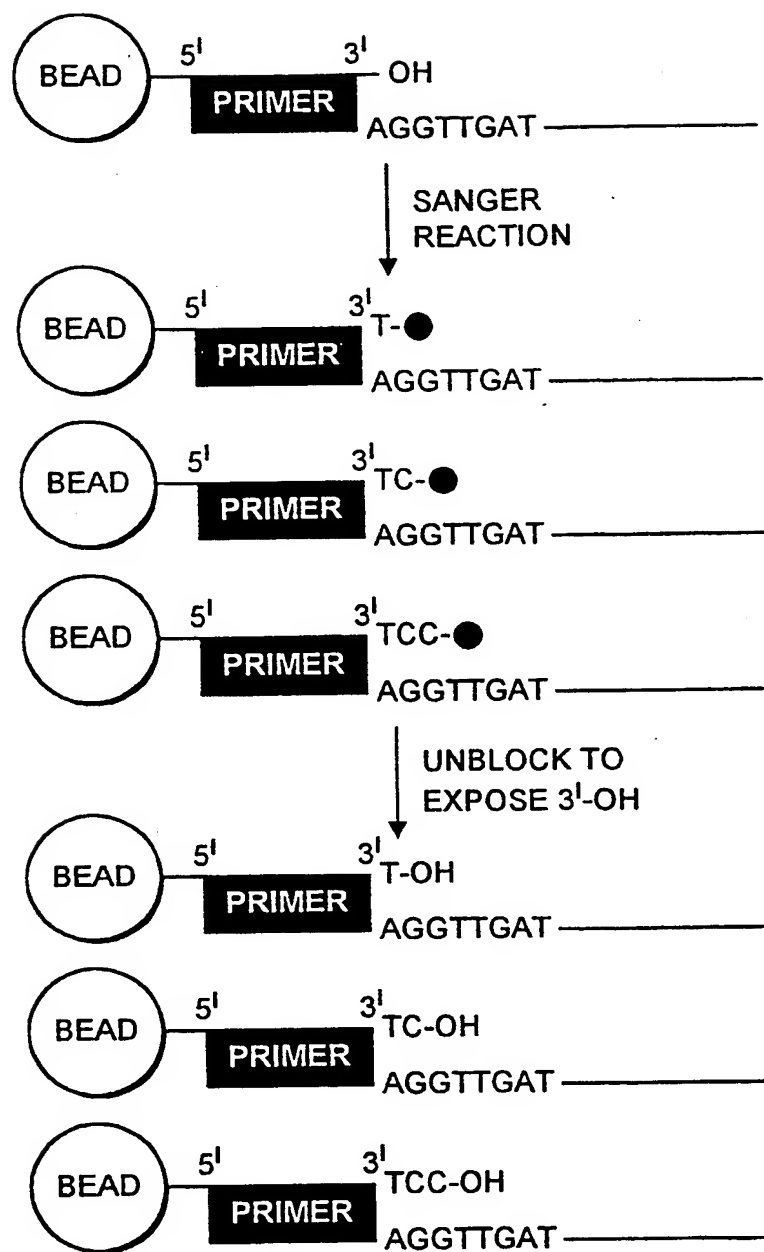 5' 3'
BEAD PRIMER OH
AGGTTGAT
SANGER
REACTION
5' 3'
BEAD PRIMER T-●
AGGTTGAT
5' 3'
BEAD PRIMER TC-●
AGGTTGAT
5' 3'
BEAD PRIMER TCC-●
AGGTTGAT
UNBLOCK TO
EXPOSE 3'-OH
5' 3'
BEAD PRIMER T-OH
AGGTTGAT
5' 3'
BEAD PRIMER TC-OH
AGGTTGAT
5' 3'
BEAD PRIMER TCC-OH
AGGTTGAT